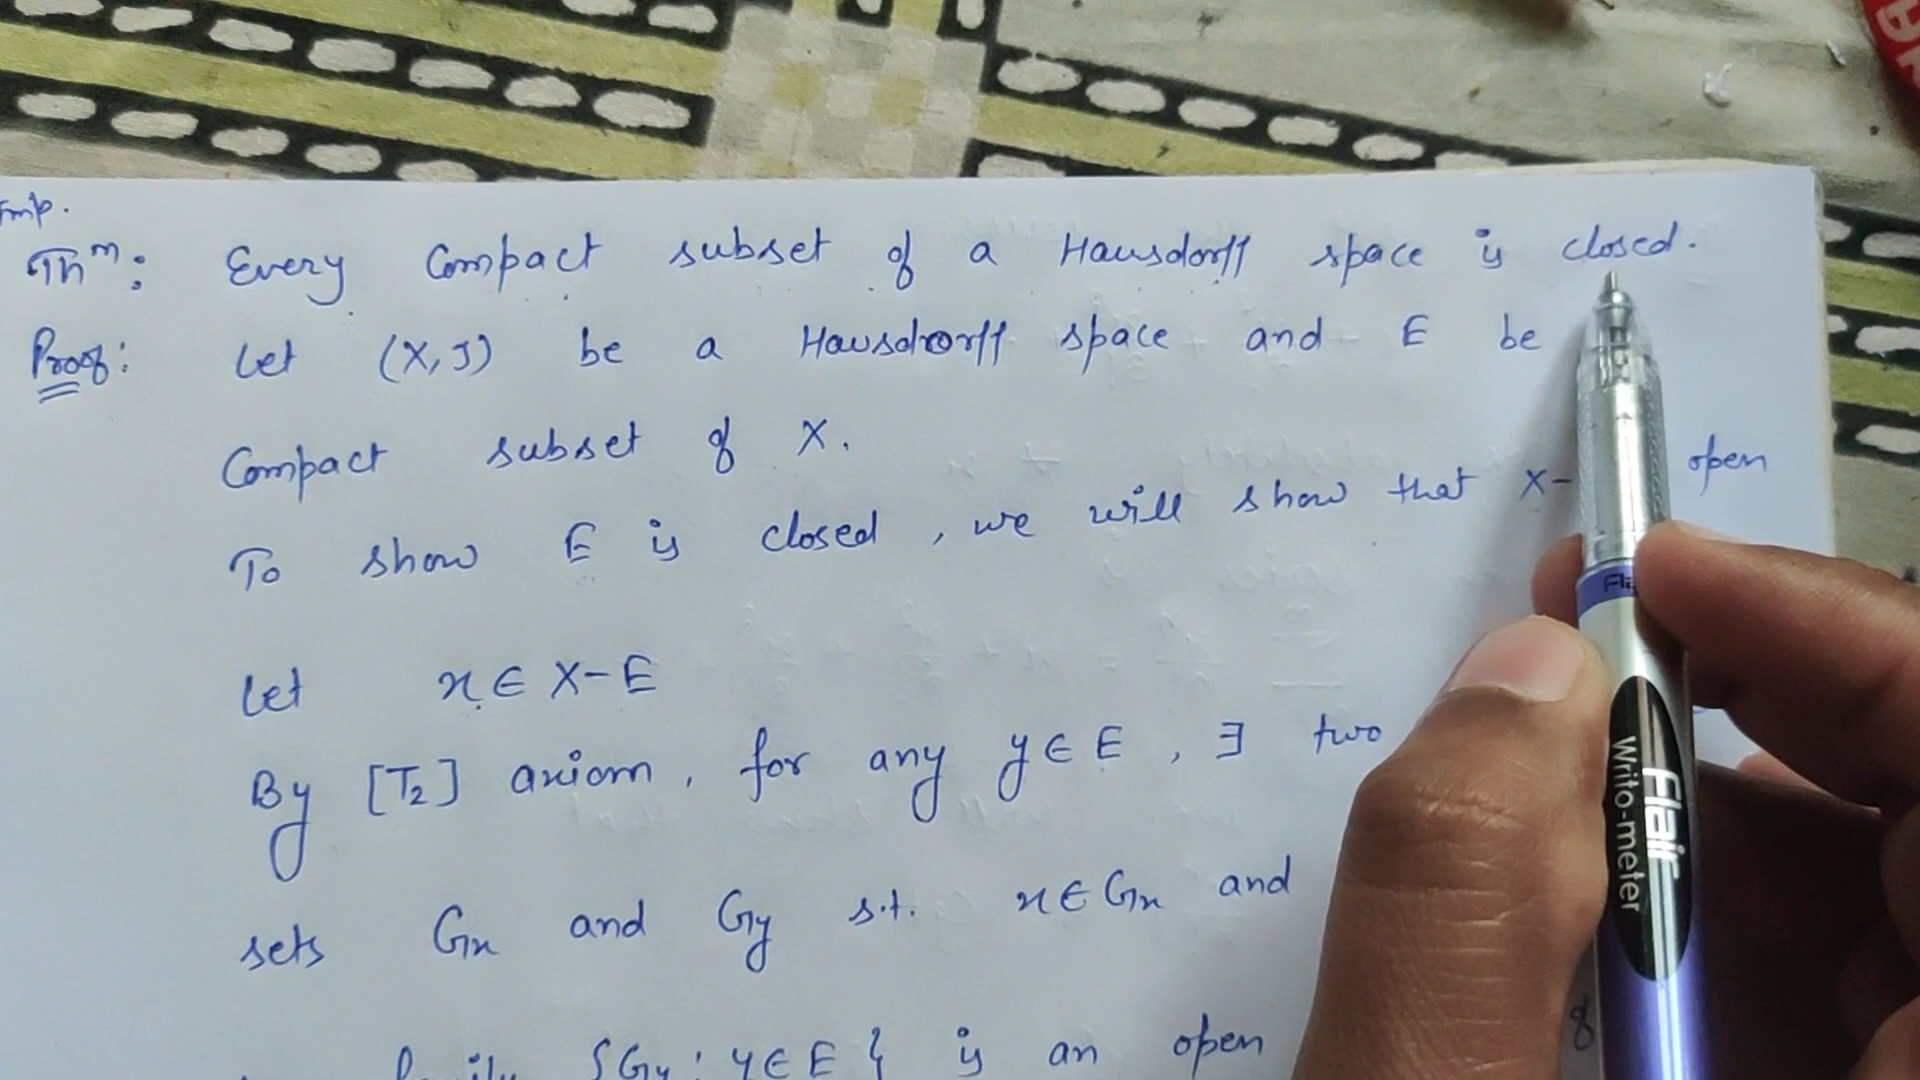 Imp.
Thᵐ: Every Compact subset of a Hausdorff space is closed.
Proof: Let (X, J) be a Hausdorff space and E be
Compact subset of X.
To show E is closed, we will show that X- open
Let x ∈ X-E
By [T₂] axiom, for any y ∈ E, ∃ two
sets Gx and Gy s.t. x ∈ Gx and
family {Gy : y ∈ E} is an open
Flair
Writo-meter